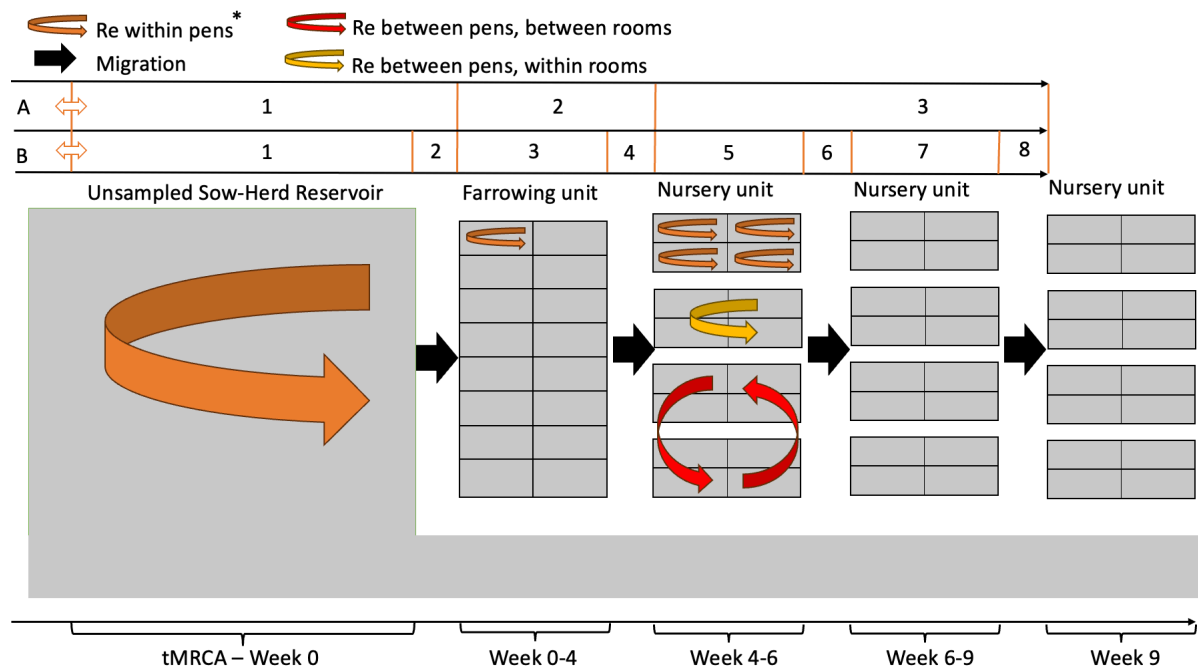 Re within pens*
Re between pens, between rooms
Migration
Re between pens, within rooms
A 1 2 3
B 1 2 3 4 5 6 7 8
Unsampled Sow-Herd Reservoir
Farrowing unit
Nursery unit
Nursery unit
Nursery unit
tMRCA – Week 0
Week 0-4
Week 4-6
Week 6-9
Week 9